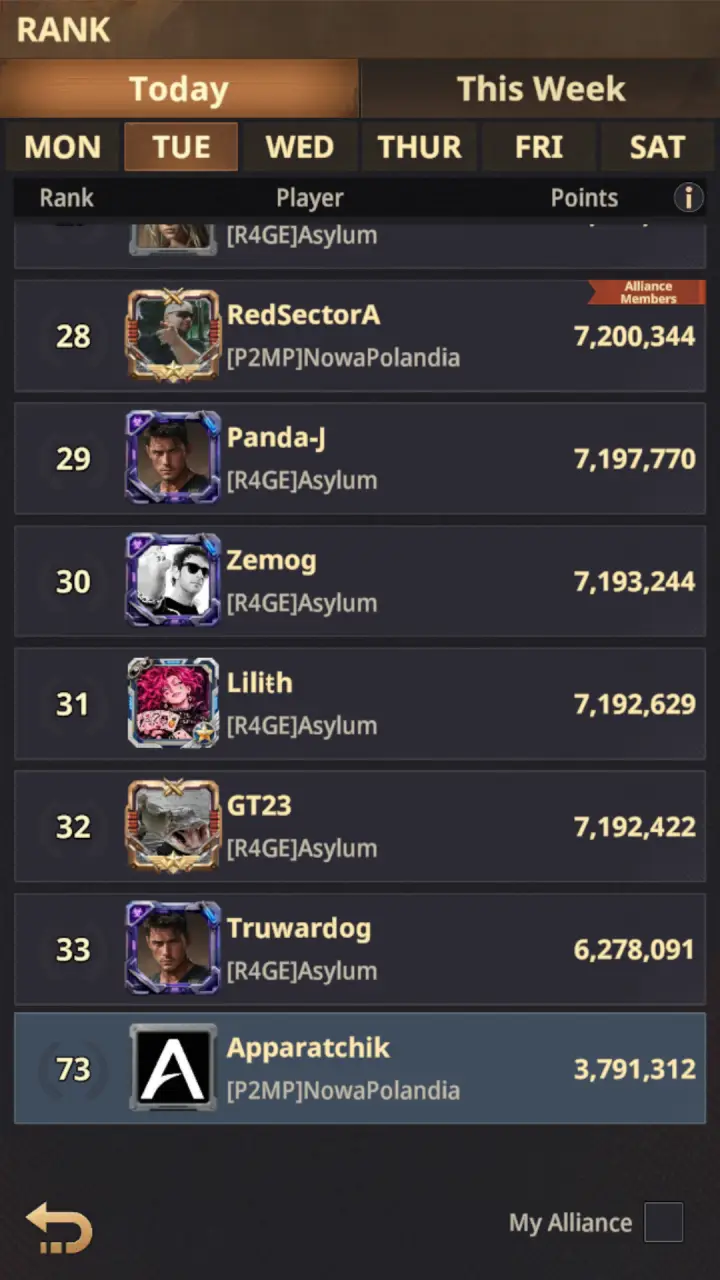 RANK
Today
This Week
MON
TUE
WED
THUR
FRI
SAT
Rank
Player
Points
[R4GE]Asylum
Alliance
Members
28
RedSectorA
[P2MP]NowaPolandia
7,200,344
29
Panda-J
[R4GE]Asylum
7,197,770
30
Zemog
[R4GE]Asylum
7,193,244
31
Lilith
[R4GE]Asylum
7,192,629
32
GT23
[R4GE]Asylum
7,192,422
33
Truwardog
[R4GE]Asylum
6,278,091
73
Apparatchik
[P2MP]NowaPolandia
3,791,312
My Alliance